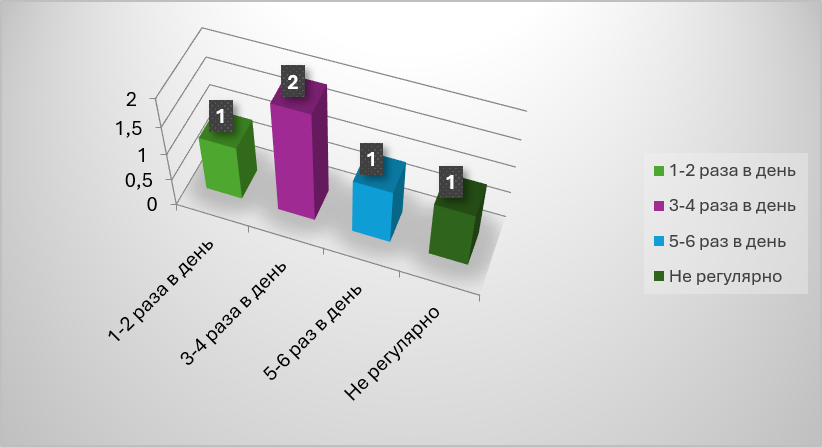 2
1,5
1
0,5
0
1
2
1
1
1-2 раза в день
3-4 раза в день
5-6 раз в день
Не регулярно
1-2 раза в день
3-4 раза в день
5-6 раз в день
Не регулярно